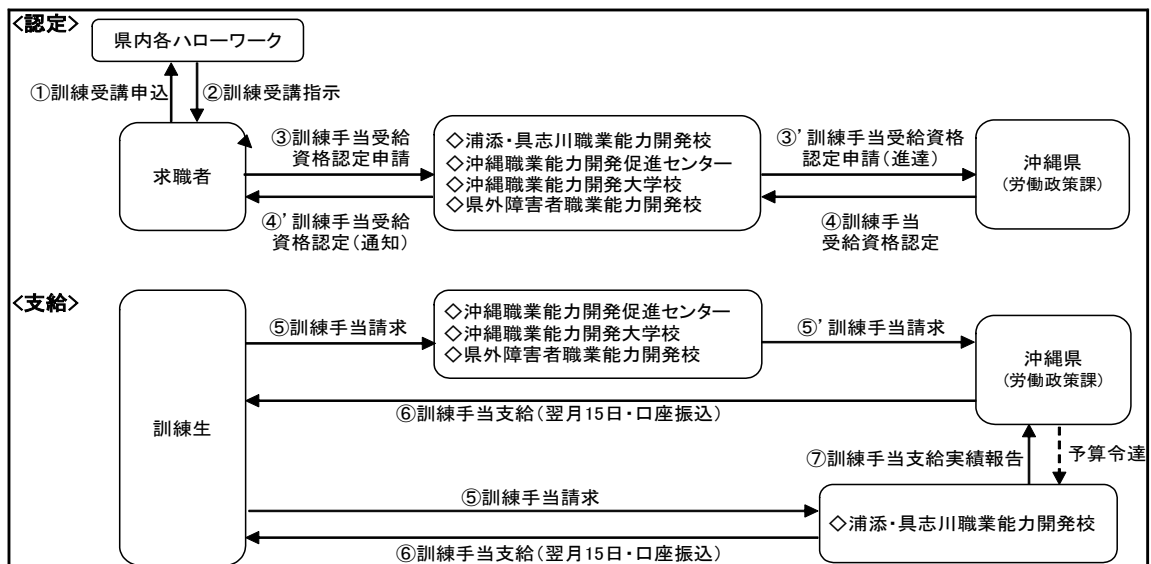 <認定>
県内各ハローワーク
①訓練受講申込
②訓練受講指示
求職者
③訓練手当受給
資格認定申請
④’訓練手当受給
資格認定（通知）
◇浦添・具志川職業能力開発校
◇沖縄職業能力開発促進センター
◇沖縄職業能力開発大学校
◇県外障害者職業能力開発校
③’訓練手当受給資格
認定申請（進達）
④訓練手当
受給資格認定
沖縄県
（労働政策課）
<支給>
訓練生
⑤訓練手当請求
◇沖縄職業能力開発促進センター
◇沖縄職業能力開発大学校
◇県外障害者職業能力開発校
⑤’訓練手当請求
沖縄県
（労働政策課）
⑥訓練手当支給（翌月15日・口座振込）
⑦訓練手当支給実績報告
予算令達
⑤訓練手当請求
◇浦添・具志川職業能力開発校
⑥訓練手当支給（翌月15日・口座振込）